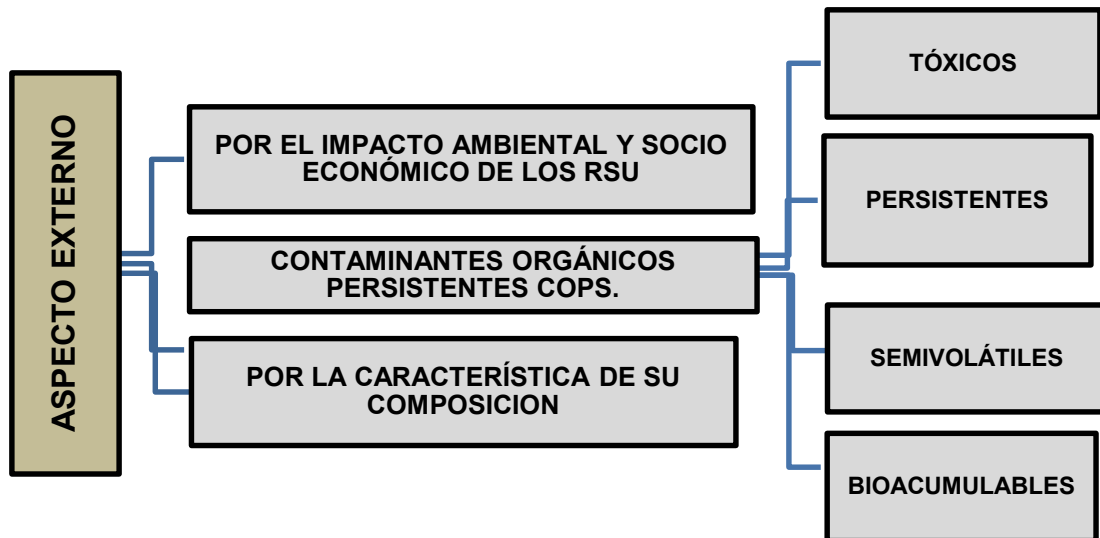 ASPECTO EXTERNO
POR EL IMPACTO AMBIENTAL Y SOCIO
ECONÓMICO DE LOS RSU
CONTAMINANTES ORGÁNICOS
PERSISTENTES COPS.
POR LA CARACTERÍSTICA DE SU
COMPOSICION
TÓXICOS
PERSISTENTES
SEMIVOLÁTILES
BIOACUMULABLES